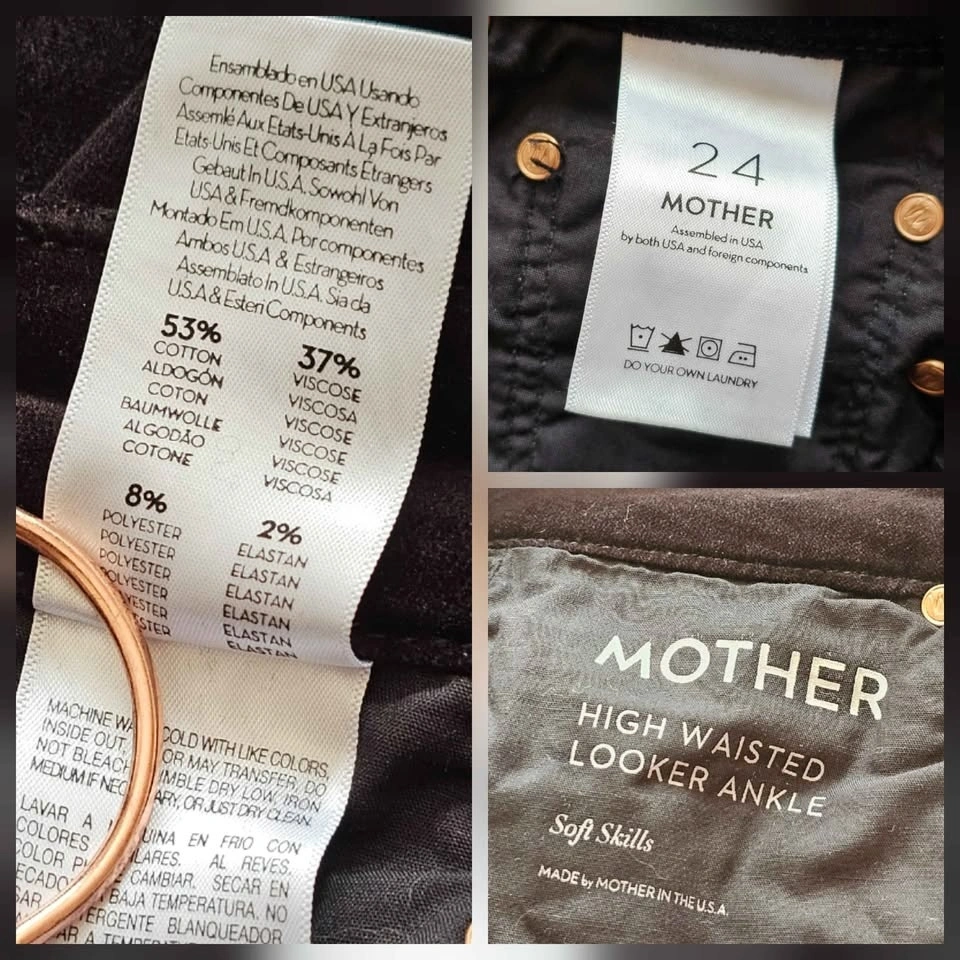 Ensamblado en USA Usando
Componentes De USA Y Extranjeros
Assemlé Aux Etats-Unis À La Fois Par
Etats-Unis Et Composants Etrangers
Gebaut In U.S.A. Sowohl Von
USA & Fremdkomponenten
Montado Em U.S.A. Por componentes
Ambos U.S.A & Estrangeiros
Assemblato In U.S.A. Sia da
U.S.A & Esteri Components
53%
COTTON
ALDOGÓN
COTON
BAUMWOLLE
ALGODÃO
COTONE
37%
VISCOSE
VISCOSA
VISCOSE
VISCOSE
VISCOSE
VISCOSA
8%
POLYESTER
POLYESTER
POLYESTER
2%
ELASTAN
ELASTAN
ELASTAN
ELASTAN
ELASTAN
ELASTAN
MACHINE COLD WITH LIKE COLORS,
INSIDE OUT. MAY TRANSFER, DO
NOT BLEACH DRY LOW, IRON
MEDIUM IF OR JUST DRY CLEAN.
LAVAR A EN FRIO CON
COLORES AL REVES.
COLOR CAMBIAR. SECAR EN
BAJA TEMPERATURA. NO
BLANQUEADOR
24
MOTHER
Assembled in USA
by both USA and foreign components
DO YOUR OWN LAUNDRY
MOTHER
HIGH WAISTED
LOOKER ANKLE
Soft Skills
MADE by MOTHER IN THE U.S.A.